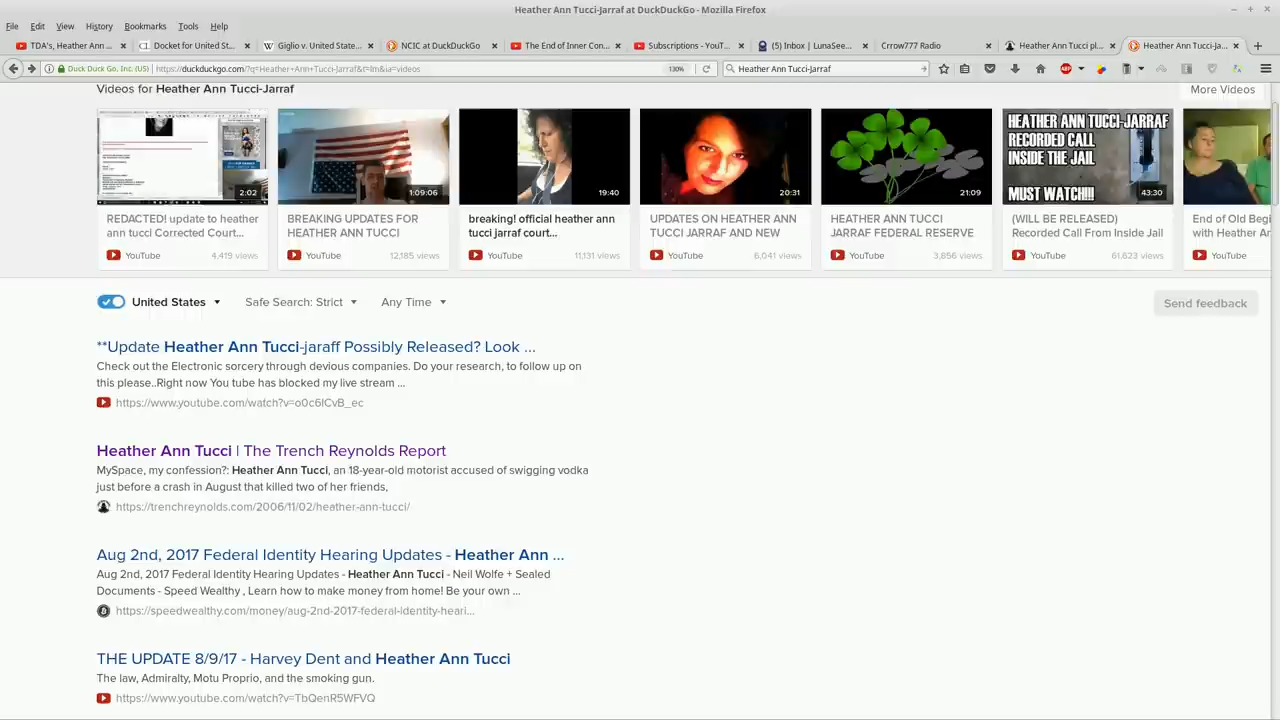 Heather Ann Tucci-Jarraf at DuckDuckGo - Mozilla Firefox
File Edit View History Bookmarks Tools Help
TDA's, Heather Ann ... Docket for United St... Giglio v. United State... NCIC at DuckDuckGo The End of Inner Con... Subscriptions - YouT... (5) Inbox | LunaSee... Crrow777 Radio Heather Ann Tucci pl... Heather Ann Tucci-Ja...
Duck Duck Go, Inc. (US) https://duckduckgo.com/?q=Heather+Ann+Tucci-Jarraf&t=lm&ia=videos 130% Heather Ann Tucci-Jarraf
Videos for Heather Ann Tucci-Jarraf More Videos
HEATHER ANN TUCCI-JARRAF
RECORDED CALL
INSIDE THE JAIL
MUST WATCH!!!!
2:02 1:09:06 19:40 20:31 21:09 43:30
REDACTED! update to heather
ann tucci Corrected Court...
YouTube 4,419 views
BREAKING UPDATES FOR
HEATHER ANN TUCCI
YouTube 12,185 views
breaking! official heather ann
tucci jarraf court...
YouTube 11,131 views
UPDATES ON HEATHER ANN
TUCCI JARRAF AND NEW
YouTube 6,041 views
HEATHER ANN TUCCI
JARRAF FEDERAL RESERVE
YouTube 3,856 views
(WILL BE RELEASED)
Recorded Call From Inside Jail
YouTube 61,623 views
End of Old Begi
with Heather An
YouTube
United States Safe Search: Strict Any Time Send feedback
**Update Heather Ann Tucci-jaraff Possibly Released? Look ...
Check out the Electronic sorcery through devious companies. Do your research, to follow up on
this please..Right now You tube has blocked my live stream ...
https://www.youtube.com/watch?v=o0c6ICvB_ec
Heather Ann Tucci | The Trench Reynolds Report
MySpace, my confession?: Heather Ann Tucci, an 18-year-old motorist accused of swigging vodka
just before a crash in August that killed two of her friends,
https://trenchreynolds.com/2006/11/02/heather-ann-tucci/
Aug 2nd, 2017 Federal Identity Hearing Updates - Heather Ann ...
Aug 2nd, 2017 Federal Identity Hearing Updates - Heather Ann Tucci - Neil Wolfe + Sealed
Documents - Speed Wealthy , Learn how to make money from home! Be your own ...
https://speedwealthy.com/money/aug-2nd-2017-federal-identity-heari...
THE UPDATE 8/9/17 - Harvey Dent and Heather Ann Tucci
The law, Admiralty, Motu Proprio, and the smoking gun.
https://www.youtube.com/watch?v=TbQenR5WFVQ